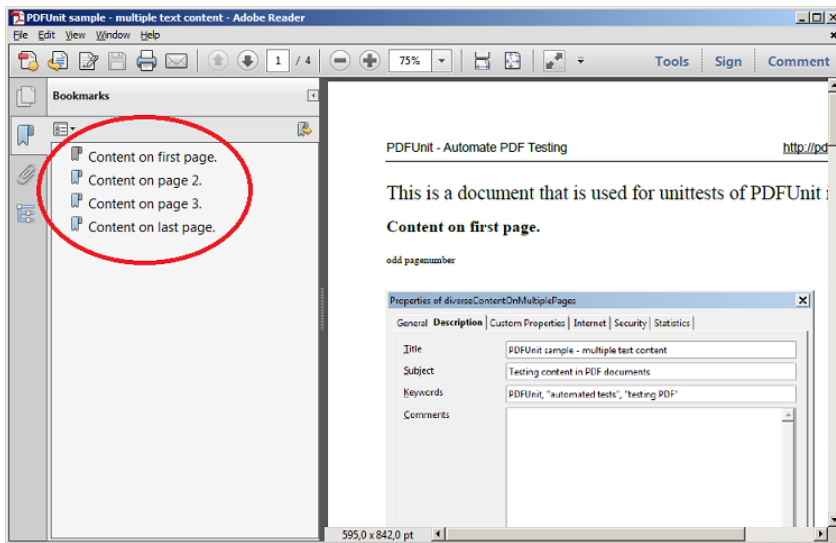 PDFUnit sample - multiple text content - Adobe Reader
File Edit View Window Help
1 / 4
75%
Tools Sign Comment
Bookmarks
Content on first page.
Content on page 2.
Content on page 3.
Content on last page.
PDFUnit - Automate PDF Testing http://pd
This is a document that is used for unittests of PDFUnit i
Content on first page.
odd pagenumber
Properties of diverseContentOnMultiplePages
General Description Custom Properties Internet Security Statistics
Title PDFUnit sample - multiple text content
Subject Testing content in PDF documents
Keywords PDFUnit, "automated tests", "testing PDF"
Comments
595,0 x 842,0 pt